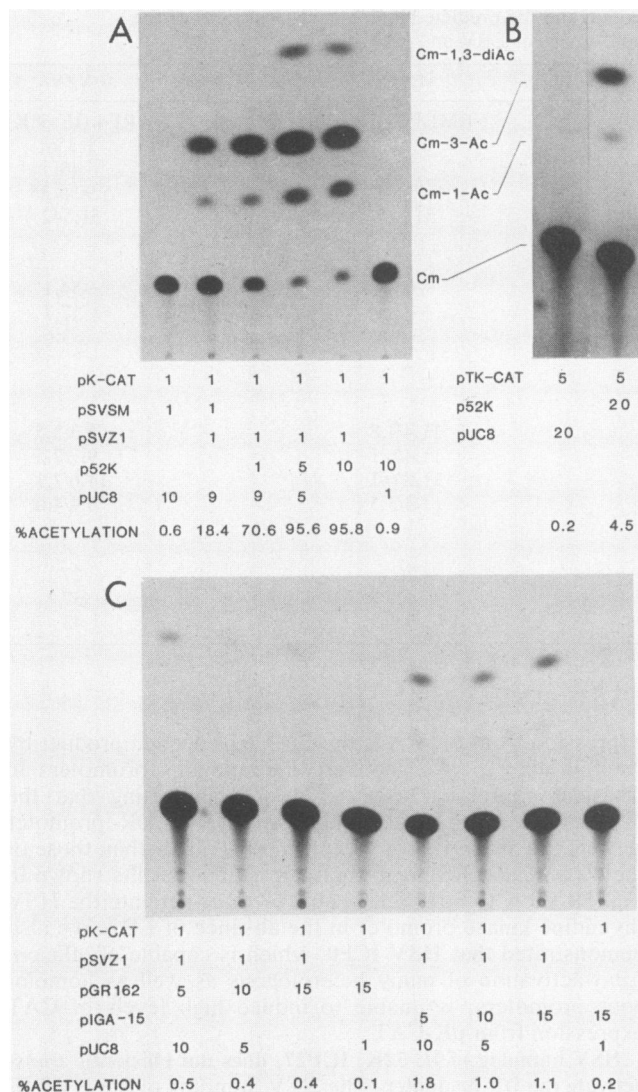 A
B
Cm-1,3-diAc
Cm-3-Ac
Cm-1-Ac
Cm
pK-CAT 1 1 1 1 1 1
pSVSM 1 1
pSVZ1 1 1 1
p52K 1 5 10 10
pUC8 10 9 9 5 1
%ACETYLATION 0.6 18.4 70.6 95.6 95.8 0.9
pTK-CAT 5 5
p52K 20
pUC8 20
0.2 4.5
C
pK-CAT 1 1 1 1 1 1 1 1
pSVZ1 1 1 1 1 1 1
pGR162 5 10 15 15
pIGA-15 5 10 15 15
pUC8 10 5 1 10 5 1
%ACETYLATION 0.5 0.4 0.4 0.1 1.8 1.0 1.1 0.2